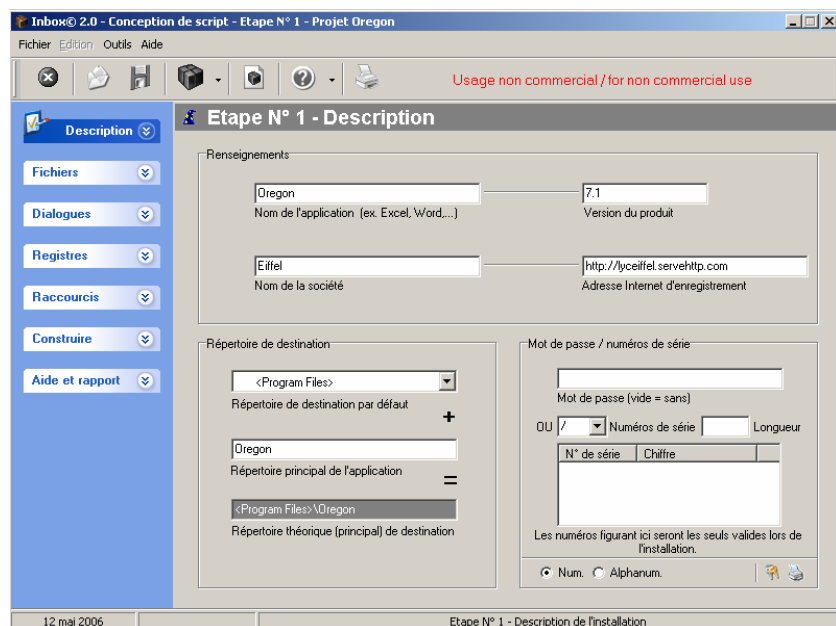 Inbox© 2.0 - Conception de script - Etape N° 1 - Projet Oregon
Fichier Edition Outils Aide
Usage non commercial / for non commercial use
Description
Fichiers
Dialogues
Registres
Raccourcis
Construire
Aide et rapport
Etape N° 1 - Description
Renseignements
Oregon
7.1
Nom de l'application (ex. Excel, Word,...)
Version du produit
Eiffel
http://lyceiffel.servehttp.com
Nom de la société
Adresse Internet d'enregistrement
Répertoire de destination
<Program Files>
Répertoire de destination par défaut
+
Oregon
Répertoire principal de l'application
=
<Program Files>\Oregon
Répertoire théorique (principal) de destination
Mot de passe / numéros de série
Mot de passe (vide = sans)
OU / Numéros de série Longueur
N° de série Chiffre
Les numéros figurant ici seront les seuls valides lors de
l'installation.
Num. Alphanum.
12 mai 2006
Etape N° 1 - Description de l'installation